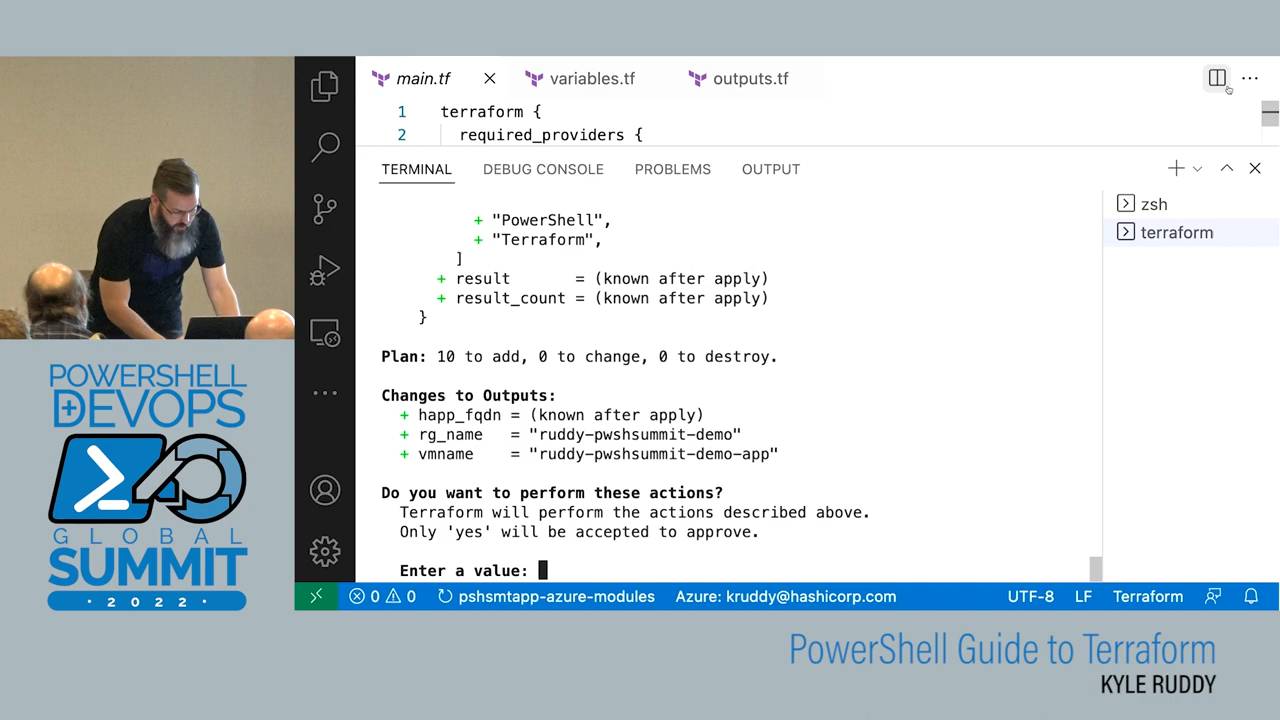 main.tf
variables.tf
outputs.tf
1 terraform {
2 required_providers {
TERMINAL DEBUG CONSOLE PROBLEMS OUTPUT
+ "PowerShell",
+ "Terraform",
]
+ result = (known after apply)
+ result_count = (known after apply)
}
Plan: 10 to add, 0 to change, 0 to destroy.
Changes to Outputs:
+ happ_fqdn = (known after apply)
+ rg_name = "ruddy-pwshsummit-demo"
+ vmname = "ruddy-pwshsummit-demo-app"
Do you want to perform these actions?
Terraform will perform the actions described above.
Only 'yes' will be accepted to approve.
Enter a value:
zsh
terraform
0 0 pshsmtapp-azure-modules Azure: kruddy@hashicorp.com UTF-8 LF Terraform
POWERSHELL
+DEVOPS
GLOBAL
SUMMIT
· 2 0 2 2 ·
PowerShell Guide to Terraform
KYLE RUDDY